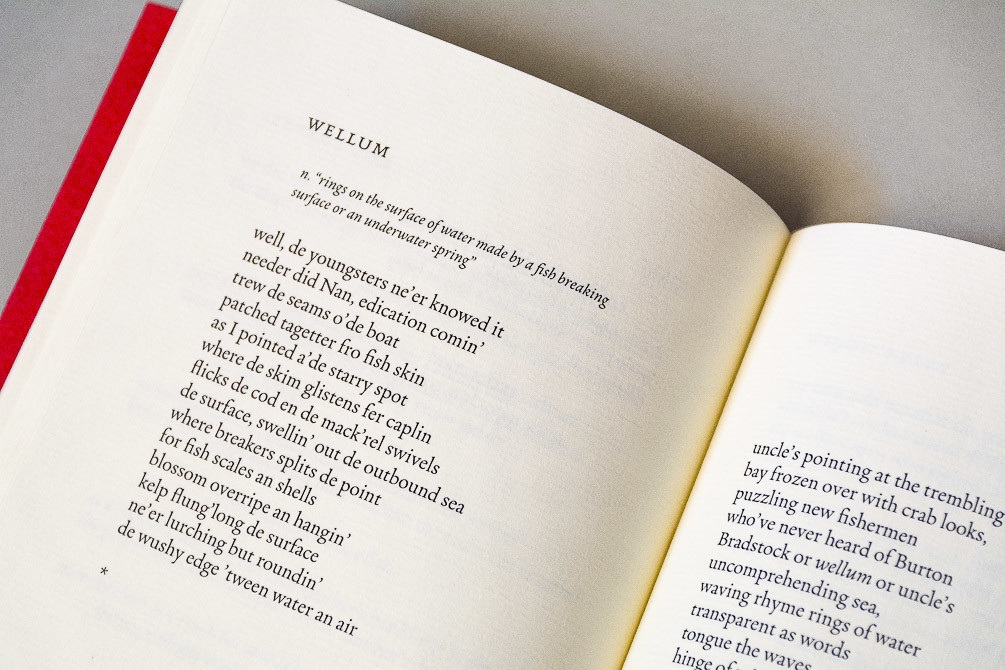 WELLUM
n. “rings on the surface of water made by a fish breaking
surface or an underwater spring”
well, de youngsters ne’er knowed it
needer did Nan, edication comin’
trew de seams o’de boat
patched tagetter fro fish skin
as I pointed a’de starry spot
where de skim glistens fer caplin
flicks de cod en de mack’rel swivels
de surface, swellin’ out de outbound sea
where breakers splits de point
for fish scales an shells
blossom overripe an hangin’
kelp flung’long de surface
ne’er lurching but roundin’
de wushy edge ’tween water an air
*
uncle’s pointing at the trembling
bay frozen over with crab looks,
puzzling new fishermen
who’ve never heard of Burton
Bradstock or wellum or uncle’s
uncomprehending sea,
waving rhyme rings of water
transparent as words
tongue the waves
hinge of